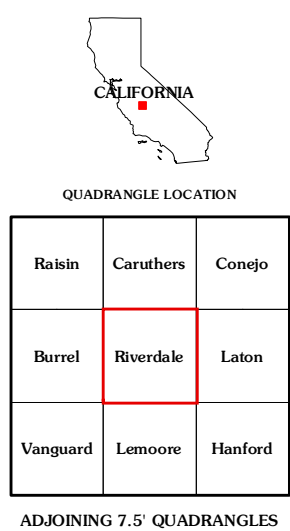 CALIFORNIA
QUADRANGLE LOCATION
Raisin Caruthers Conejo
Burrel Riverdale Laton
Vanguard Lemoore Hanford
ADJOINING 7.5' QUADRANGLES